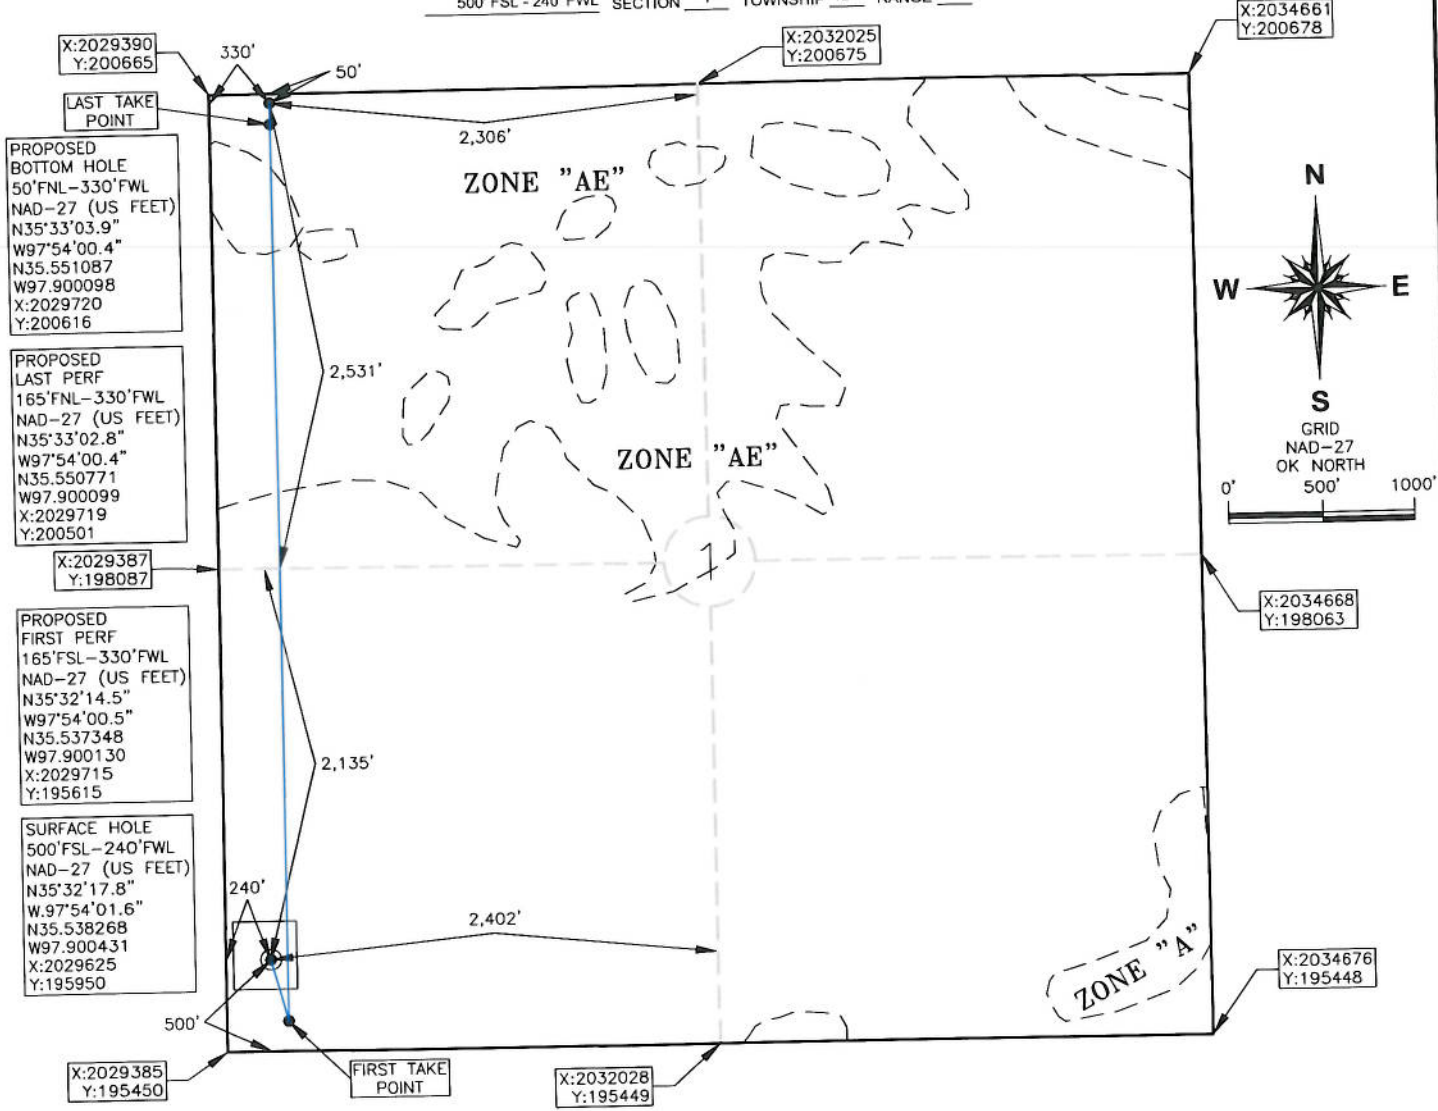 500' FSL - 240' FWL SECTION 1 TOWNSHIP RANGE
X:2029390
Y:200665
330'
50'
X:2032025
Y:200675
X:2034661
Y:200678
LAST TAKE
POINT
2,306'
PROPOSED
BOTTOM HOLE
50'FNL-330'FWL
NAD-27 (US FEET)
N35°33'03.9"
W97°54'00.4"
N35.551087
W97.900098
X:2029720
Y:200616
ZONE "AE"
N
W
E
S
GRID
NAD-27
OK NORTH
0' 500' 1000'
2,531'
PROPOSED
LAST PERF
165'FNL-330'FWL
NAD-27 (US FEET)
N35°33'02.8"
W97°54'00.4"
N35.550771
W97.900099
X:2029719
Y:200501
ZONE "AE"
X:2029387
Y:198087
1
X:2034668
Y:198063
PROPOSED
FIRST PERF
165'FSL-330'FWL
NAD-27 (US FEET)
N35°32'14.5"
W97°54'00.5"
N35.537348
W97.900130
X:2029715
Y:195615
2,135'
SURFACE HOLE
500'FSL-240'FWL
NAD-27 (US FEET)
N35°32'17.8"
W.97°54'01.6"
N35.538268
W97.900431
X:2029625
Y:195950
240'
2,402'
ZONE "A"
X:2034676
Y:195448
500'
X:2029385
Y:195450
FIRST TAKE
POINT
X:2032028
Y:195449